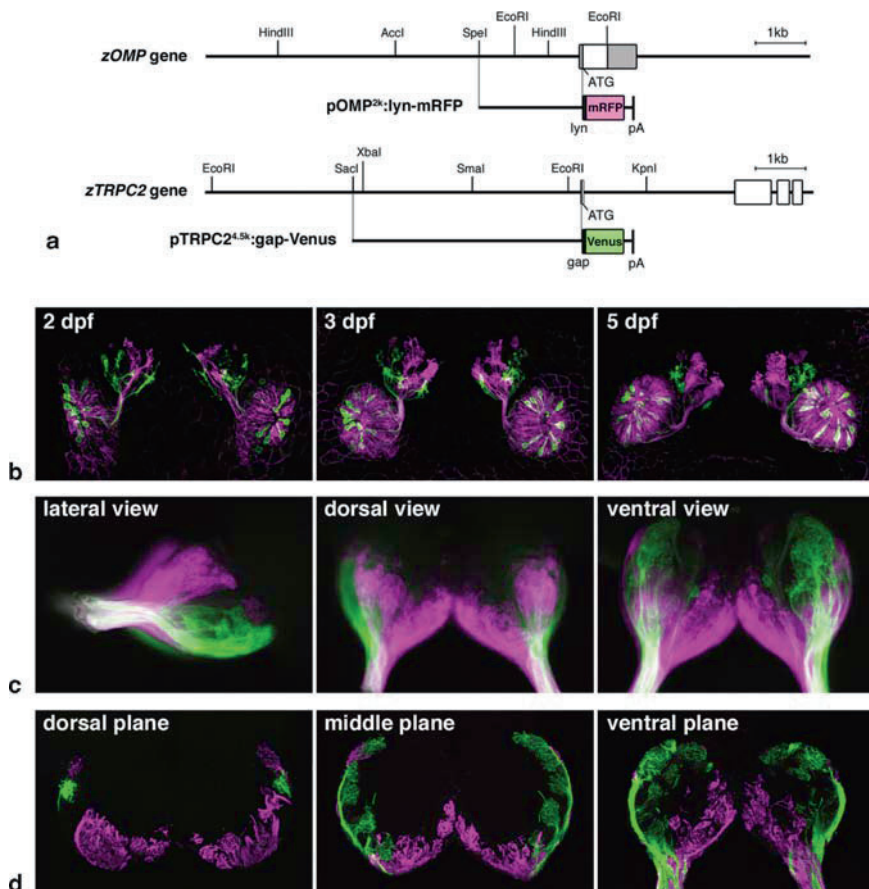 HindIII AccI SpeI EcoRI HindIII EcoRI 1kb
zOMP gene
ATG
pOMP2k:lyn-mRFP mRFP
lyn pA
EcoRI SacI XbaI SmaI EcoRI KpnI 1kb
zTRPC2 gene
ATG
pTRPC24.5k:gap-Venus Venus
gap pA
a
2 dpf 3 dpf 5 dpf
b
lateral view dorsal view ventral view
c
dorsal plane middle plane ventral plane
d